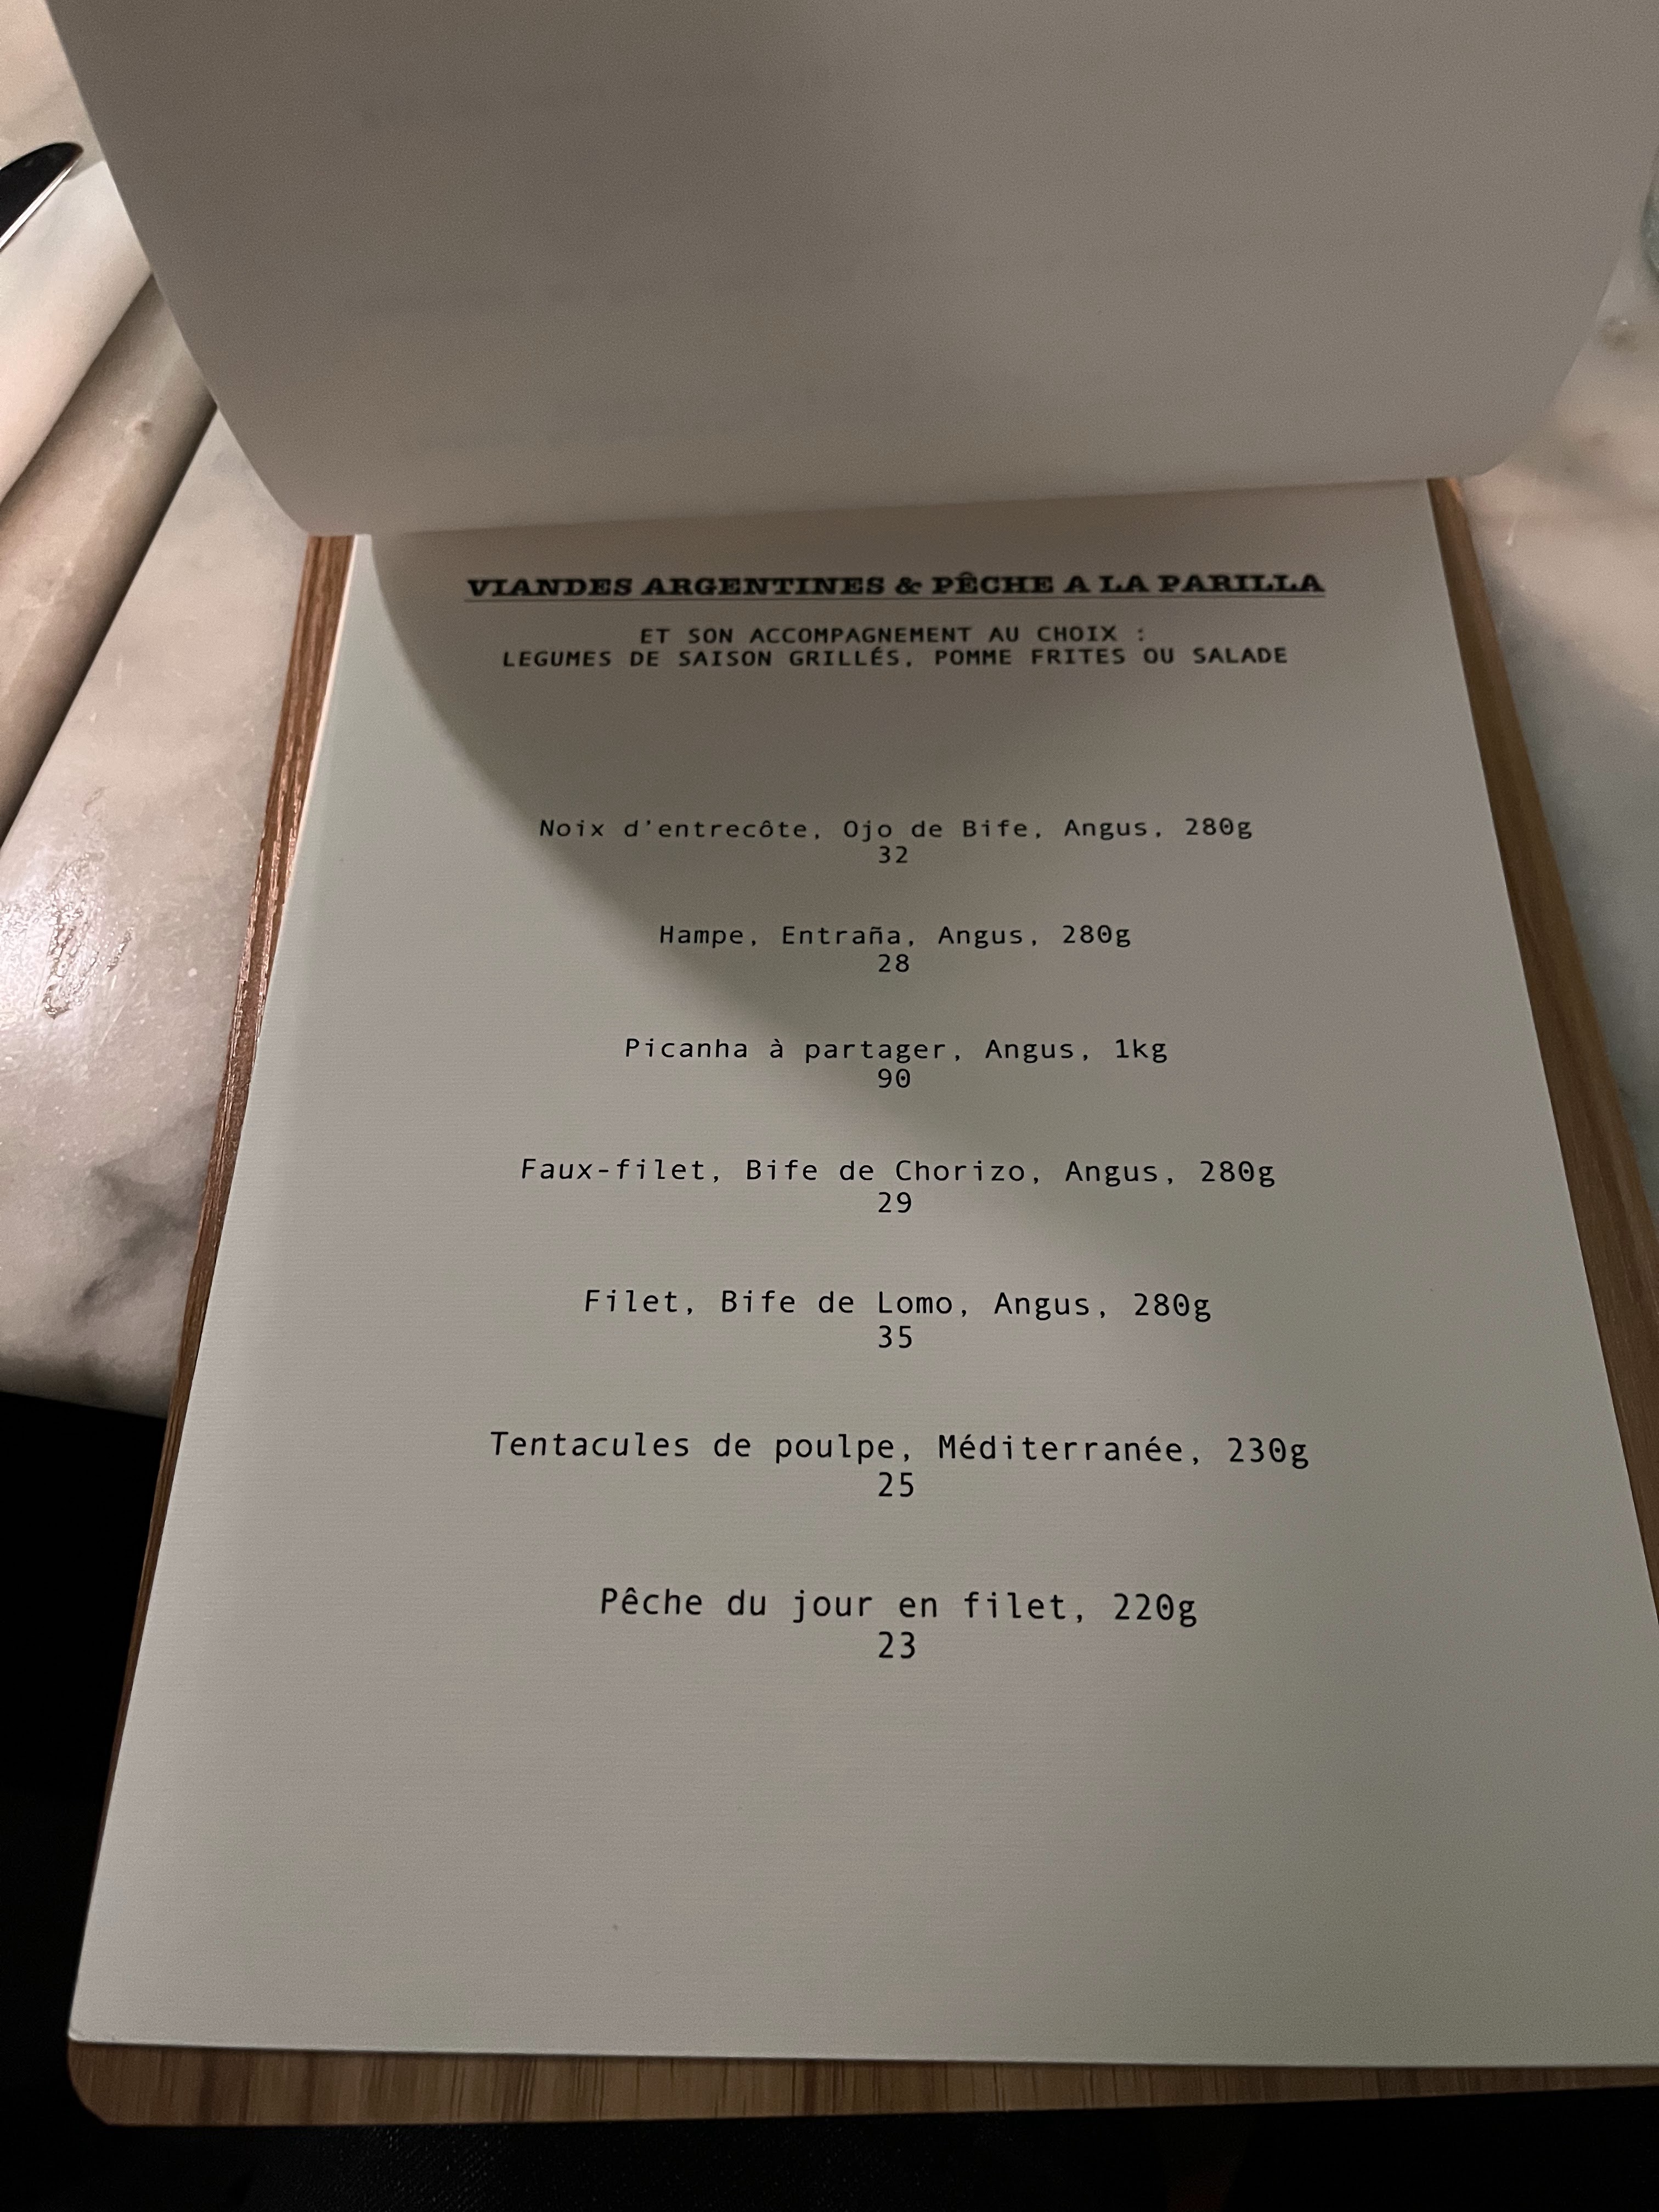 VIANDES ARGENTINES & PÊCHE A LA PARILLA
ET SON ACCOMPAGNEMENT AU CHOIX :
LEGUMES DE SAISON GRILLÉS, POMME FRITES OU SALADE
Noix d'entrecôte, Ojo de Bife, Angus, 280g
32
Hampe, Entraña, Angus, 280g
28
Picanha à partager, Angus, 1kg
90
Faux-filet, Bife de Chorizo, Angus, 280g
29
Filet, Bife de Lomo, Angus, 280g
35
Tentacules de poulpe, Méditerranée, 230g
25
Pêche du jour en filet, 220g
23